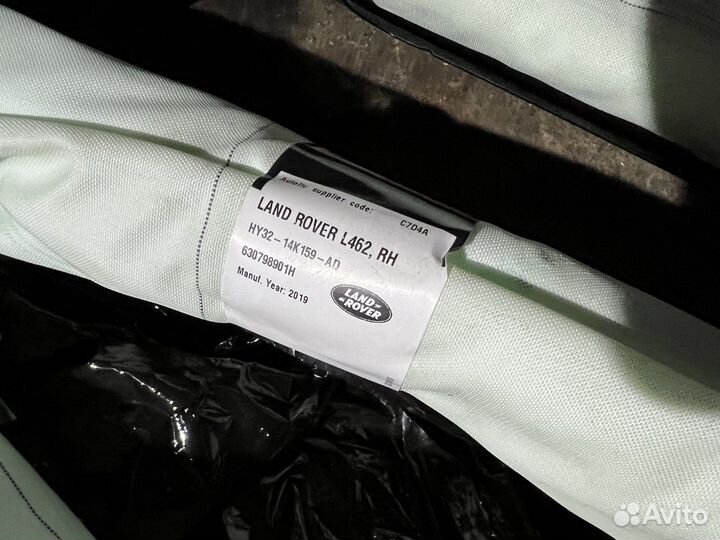 Autoliv supplier code: C7D4A
LAND ROVER L462, RH
HY32-14K159-AD
630798901H
Manuf. Year: 2019
LAND
ROVER
Avito